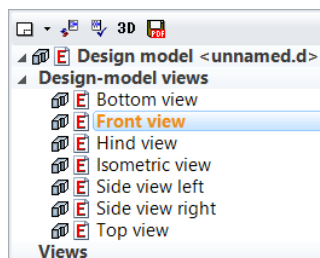 3D PDF
E Design model <unnamed.d>
Design-model views
E Bottom view
E Front view
E Hind view
E Isometric view
E Side view left
E Side view right
E Top view
Views